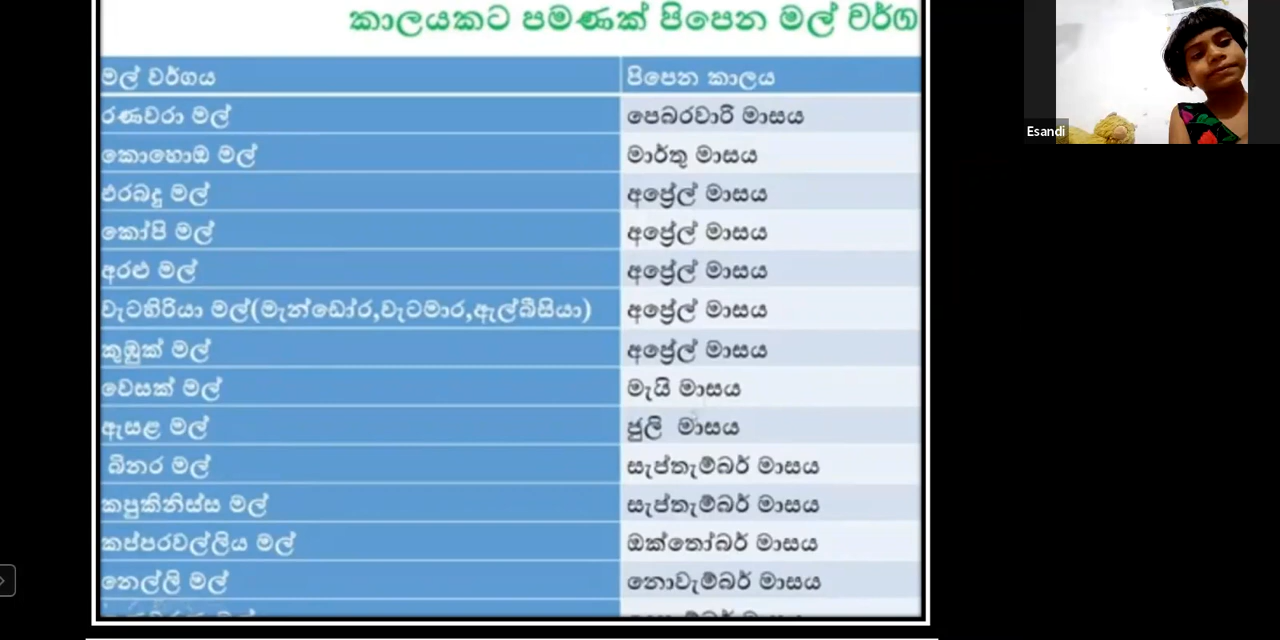 කාලයකට පමණක් පිපෙන මල් වර්ග
මල් වර්ගය පිපෙන කාලය
රණවරා මල් පෙබරවාරි මාසය
කොහොඹ මල් මාර්තු මාසය
එරබදු මල් අප්‍රේල් මාසය
කෝපි මල් අප්‍රේල් මාසය
අරළු මල් අප්‍රේල් මාසය
වැටහිරියා මල්(මැන්ඩෝර,වැටමාර,ඇල්බීසියා) අප්‍රේල් මාසය
කුඹුක් මල් අප්‍රේල් මාසය
වෙසක් මල් මැයි මාසය
ඇසළ මල් ජුලි මාසය
බිනර මල් සැප්තැම්බර් මාසය
කපුකිනිස්ස මල් සැප්තැම්බර් මාසය
කප්පරවල්ලිය මල් ඔක්තෝබර් මාසය
නෙල්ලි මල් නොවැම්බර් මාසය
Esandi